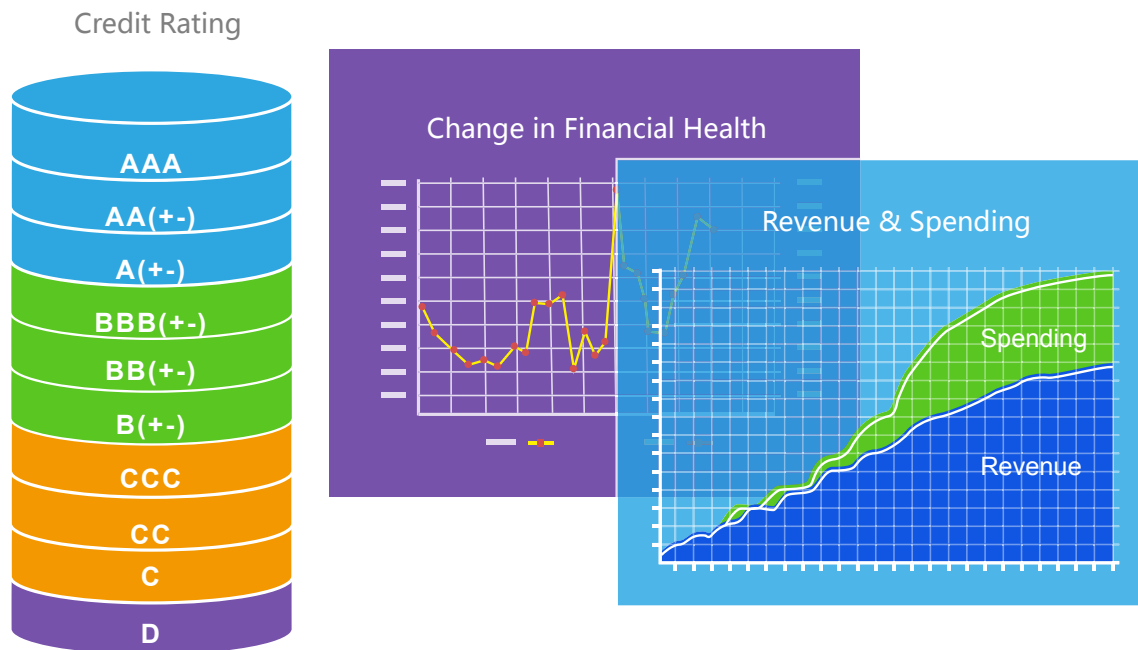 Credit Rating
AAA
AA(+-)
A(+-)
BBB(+-)
BB(+-)
B(+-)
CCC
CC
C
D
Change in Financial Health
Revenue & Spending
Spending
Revenue